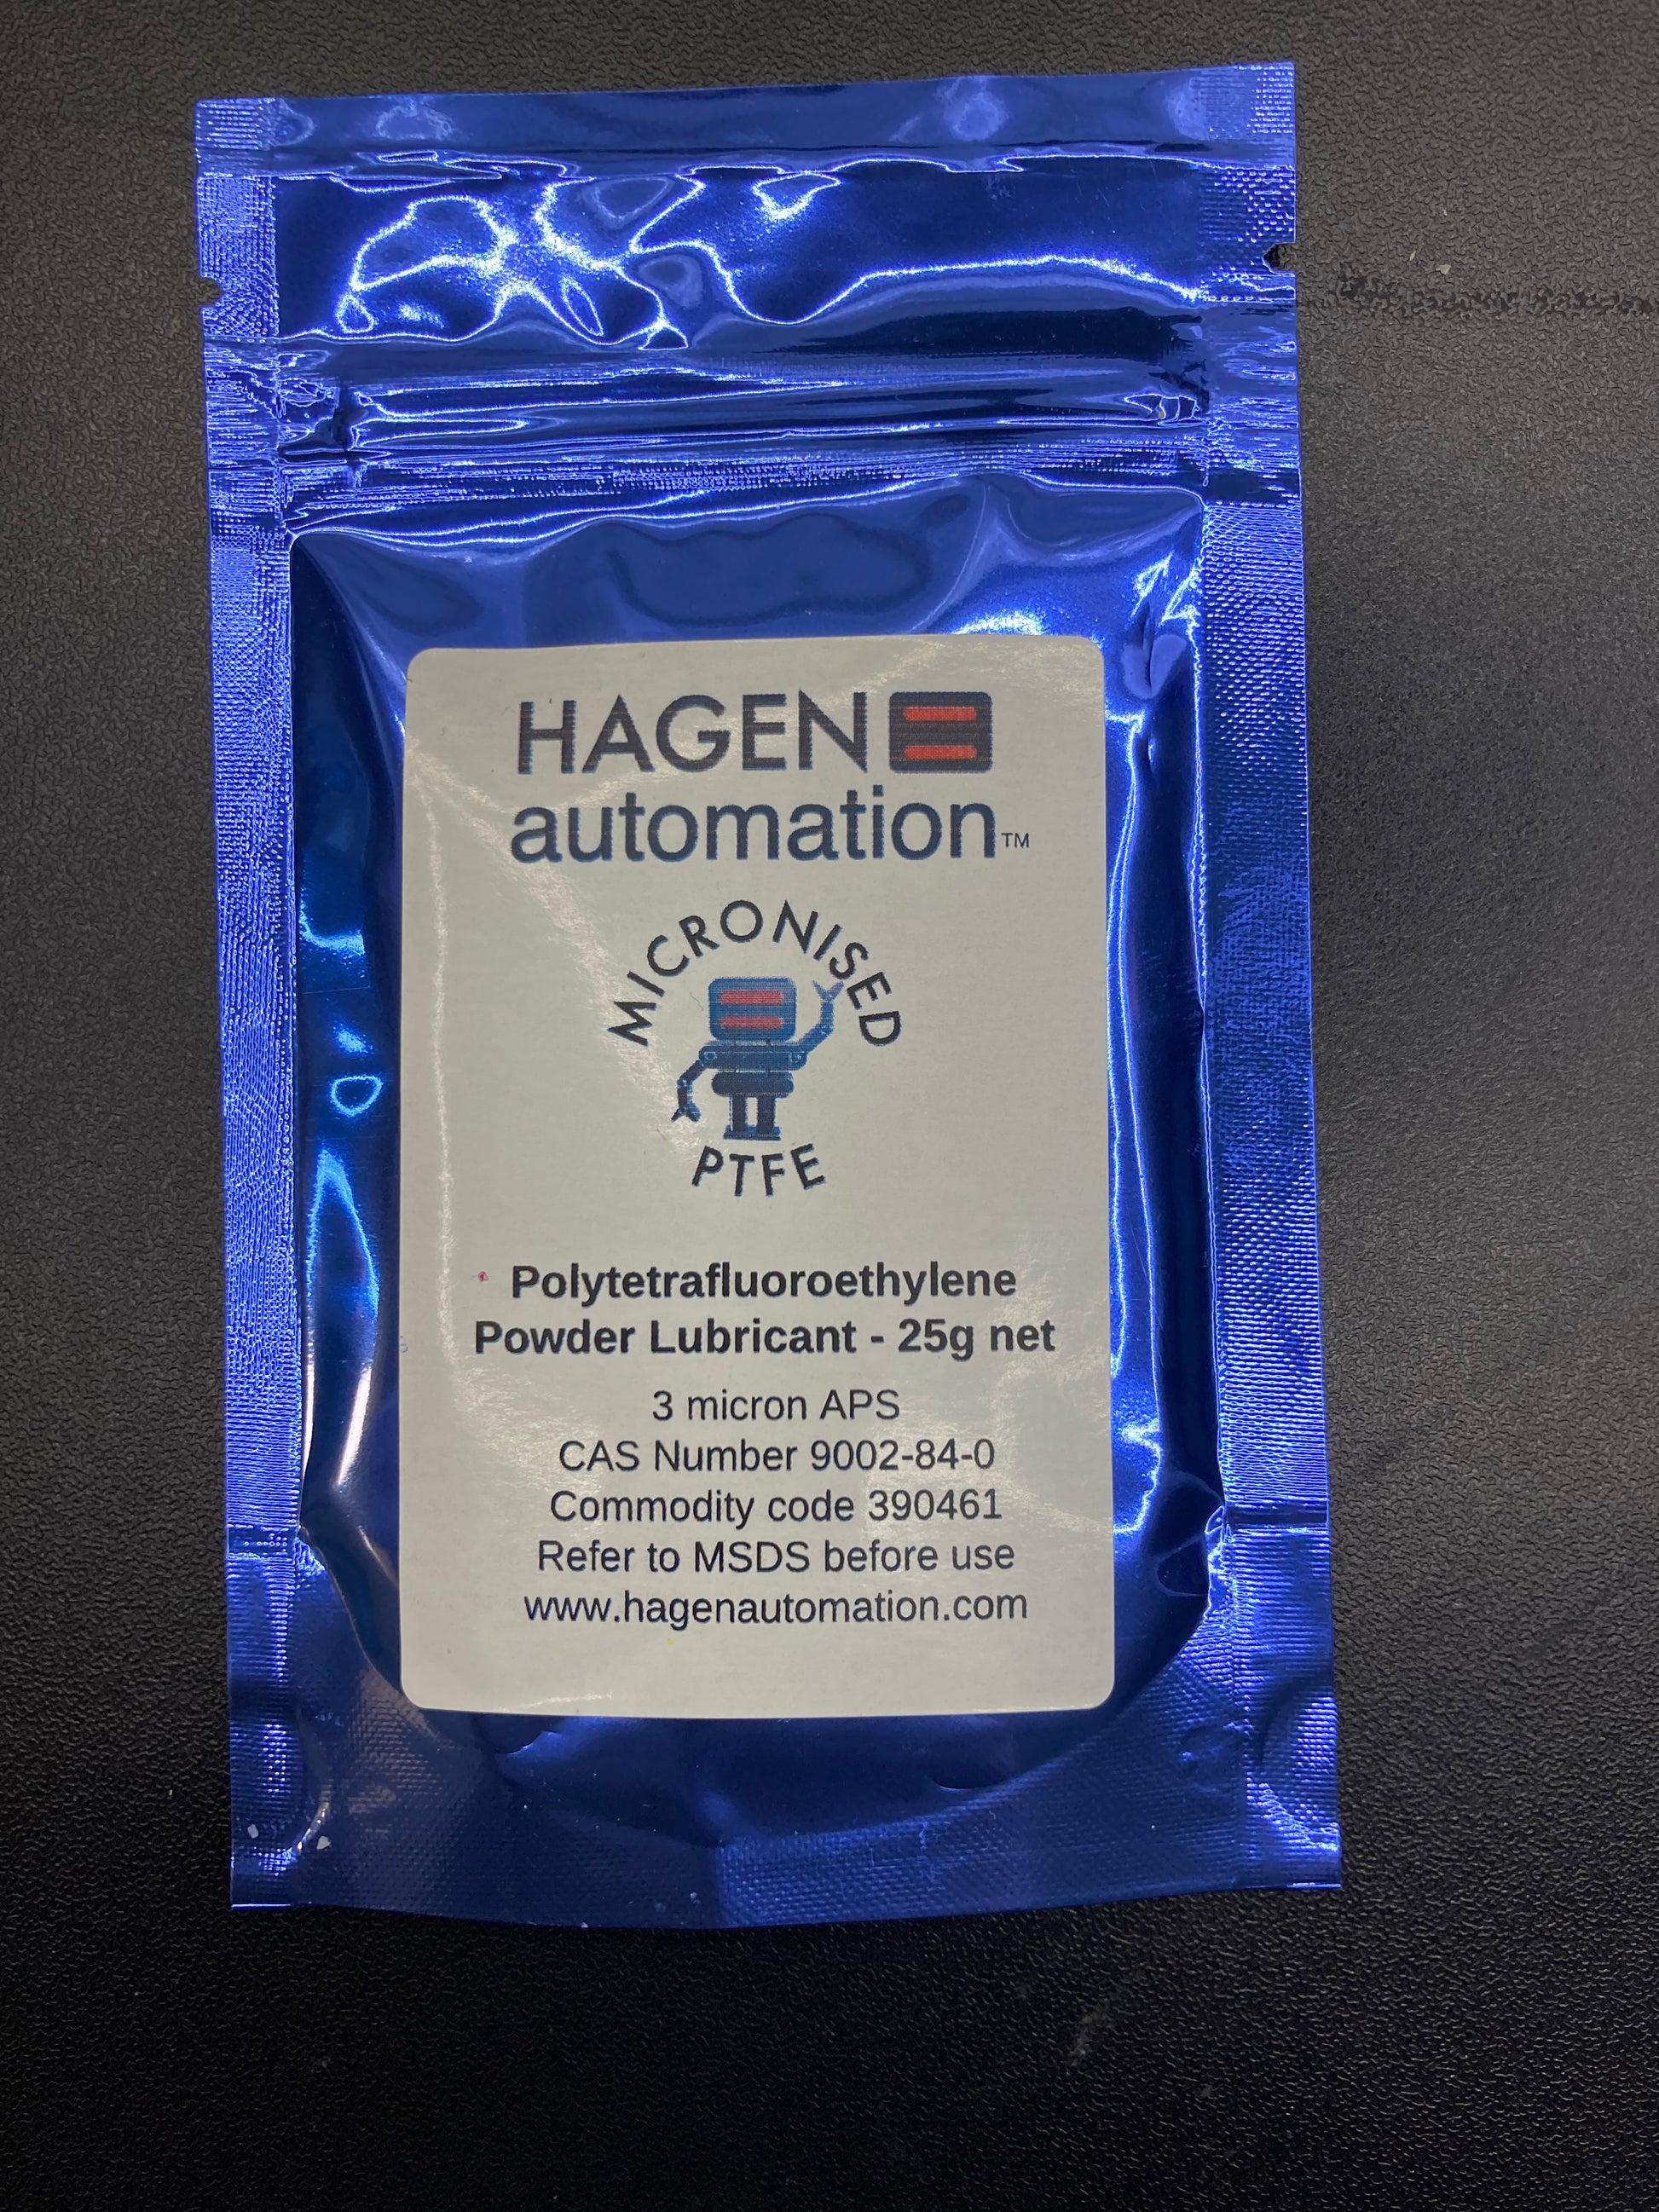 HAGEN
automation™
MICRONISED
PTFE
Polytetrafluoroethylene
Powder Lubricant - 25g net
3 micron APS
CAS Number 9002-84-0
Commodity code 390461
Refer to MSDS before use
www.hagenautomation.com